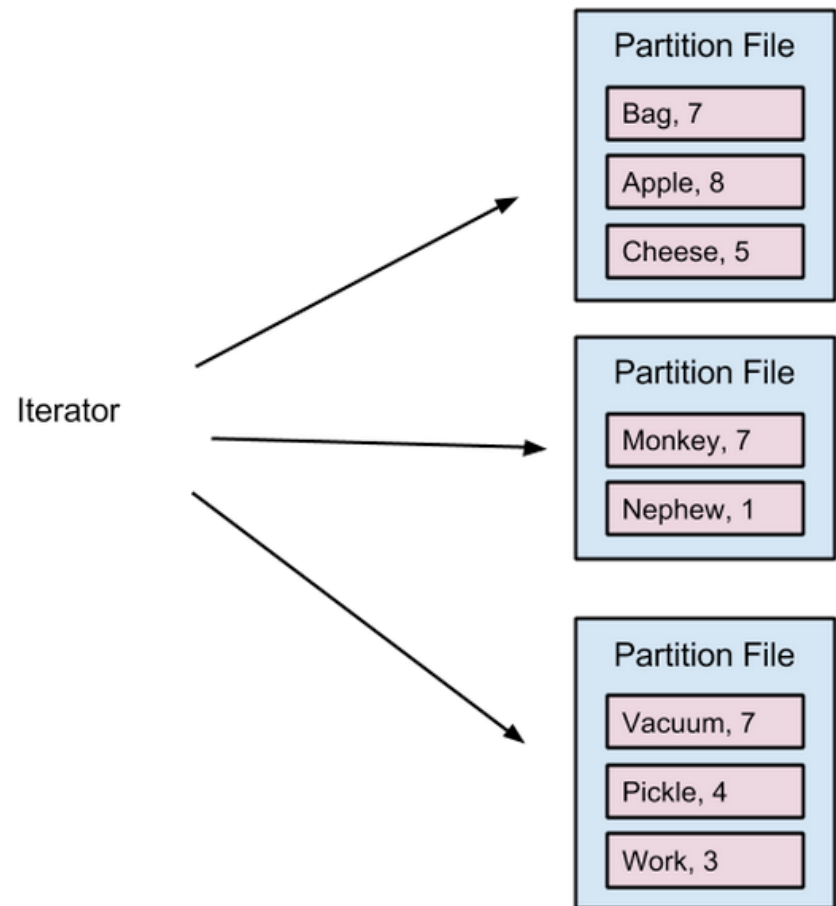 Partition File
Bag, 7
Apple, 8
Cheese, 5
Iterator
Partition File
Monkey, 7
Nephew, 1
Partition File
Vacuum, 7
Pickle, 4
Work, 3